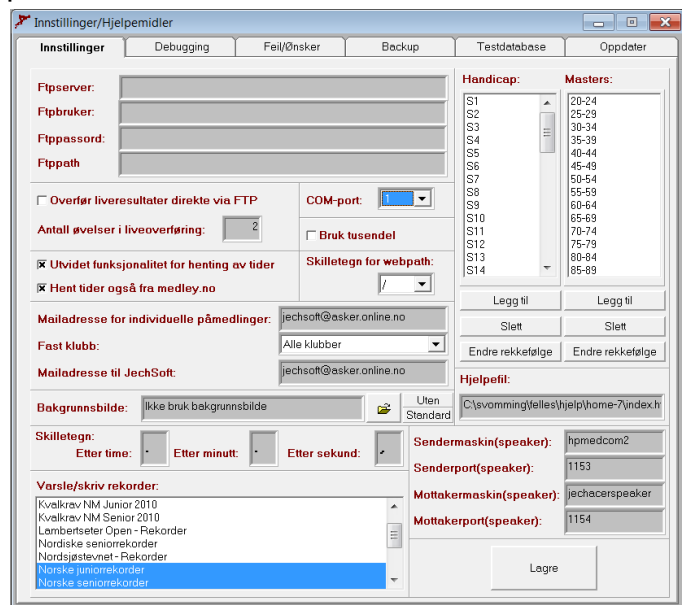 Innstillinger/Hjelpemidler
Innstillinger Debugging Feil/Ønsker Backup Testdatabase Oppdater
Ftpserver:
Ftpbruker:
Ftppassord:
Ftppath
Overfør liveresultater direkte via FTP
Antall øvelser i liveoverføring: 2
COM-port: 1
Bruk tusendel
Utvidet funksjonalitet for henting av tider
Hent tider også fra medley.no
Skilletegn for webpath:
/
Mailadresse for individuelle påmedlinger: jechsoft@asker.online.no
Fast klubb: Alle klubber
Mailadresse til JechSoft: jechsoft@asker.online.no
Bakgrunnsbilde: Ikke bruk bakgrunnsbilde
Uten
Standard
Skilletegn:
Etter time: . Etter minutt: . Etter sekund: ,
Varsle/skriv rekorder:
Kvalkrav NM Junior 2010
Kvalkrav NM Senior 2010
Lambertseter Open - Rekorder
Nordiske seniorrekorder
Nordsjøstevnet - Rekorder
Norske juniorrekorder
Norske seniorrekorder
Handicap:
S1
S2
S3
S4
S5
S6
S7
S8
S9
S10
S11
S12
S13
S14
Legg til
Slett
Endre rekkefølge
Masters:
20-24
25-29
30-34
35-39
40-44
45-49
50-54
55-59
60-64
65-69
70-74
75-79
80-84
85-89
Legg til
Slett
Endre rekkefølge
Hjelpefil:
C:\svomming\felles\hjelp\home-7\index.h
Sendermaskin(speaker): hpmedcom2
Senderport(speaker): 1153
Mottakermaskin(speaker): jechacerspeaker
Mottakerport(speaker): 1154
Lagre